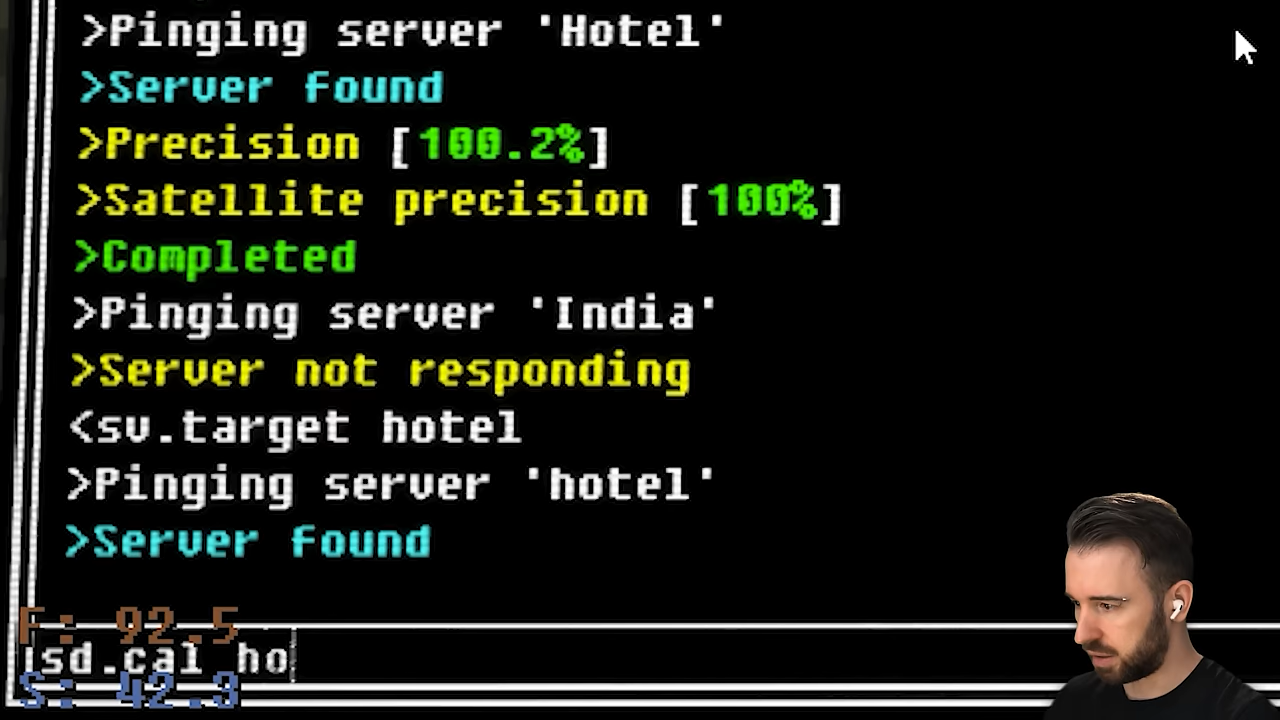 >Pinging server 'Hotel'
>Server found
>Precision [100.2%]
>Satellite precision [100%]
>Completed
>Pinging server 'India'
>Server not responding
<sv.target hotel
>Pinging server 'hotel'
>Server found
F: 92.5
sd.cal ho
S: 42.3